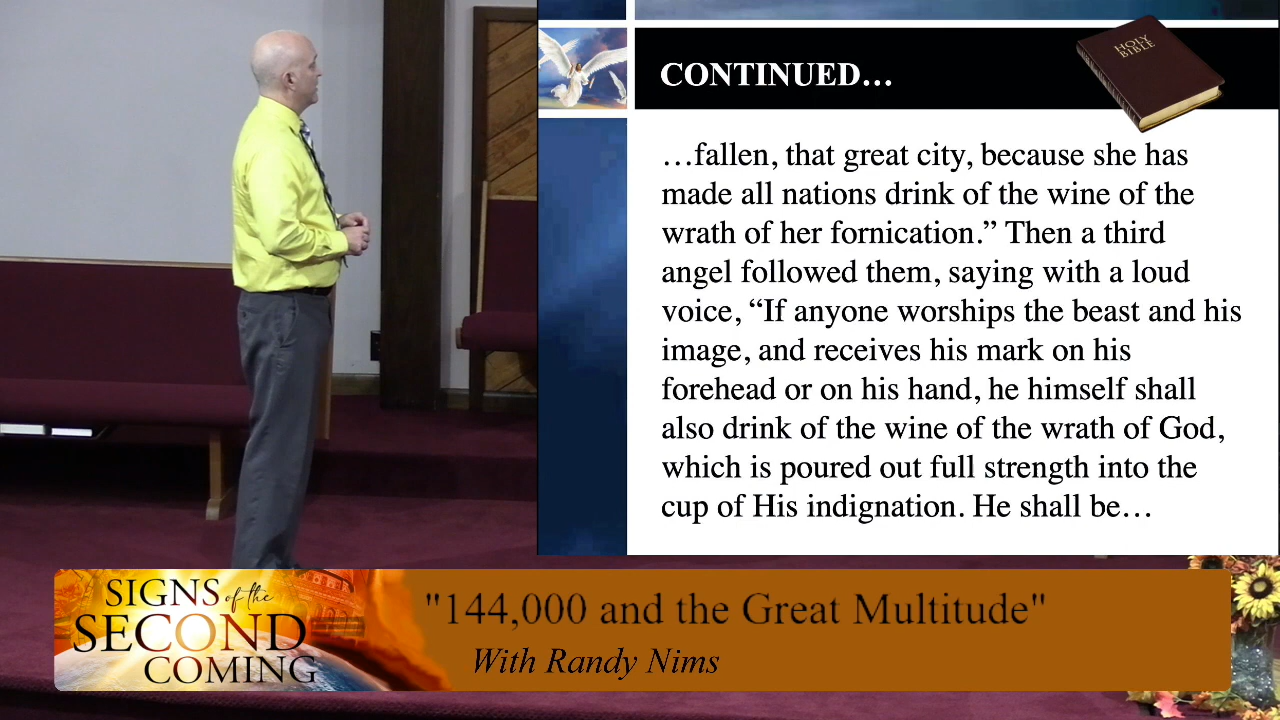 HOLY
BIBLE
CONTINUED…
…fallen, that great city, because she has
made all nations drink of the wine of the
wrath of her fornication.” Then a third
angel followed them, saying with a loud
voice, “If anyone worships the beast and his
image, and receives his mark on his
forehead or on his hand, he himself shall
also drink of the wine of the wrath of God,
which is poured out full strength into the
cup of His indignation. He shall be…
SIGNS of the
SECOND
COMING
"144,000 and the Great Multitude"
With Randy Nims